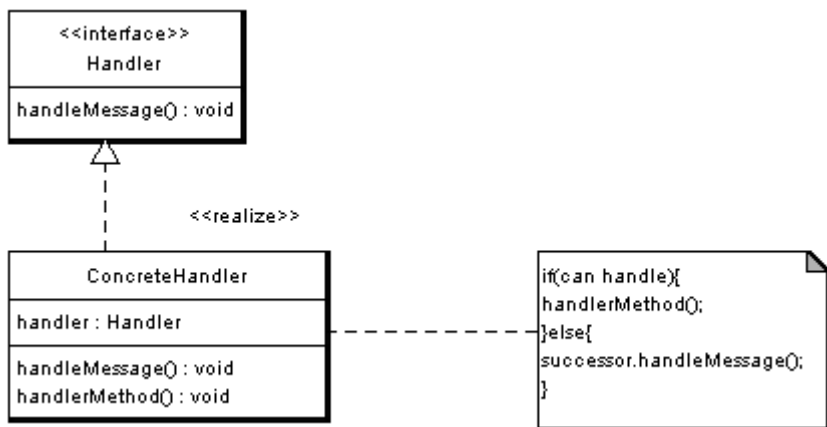 <<interface>>
Handler
handleMessage() : void
<<realize>>
ConcreteHandler
handler : Handler
handleMessage() : void
handlerMethod() : void
if(can handle){
handlerMethod();
}else{
successor.handleMessage();
}